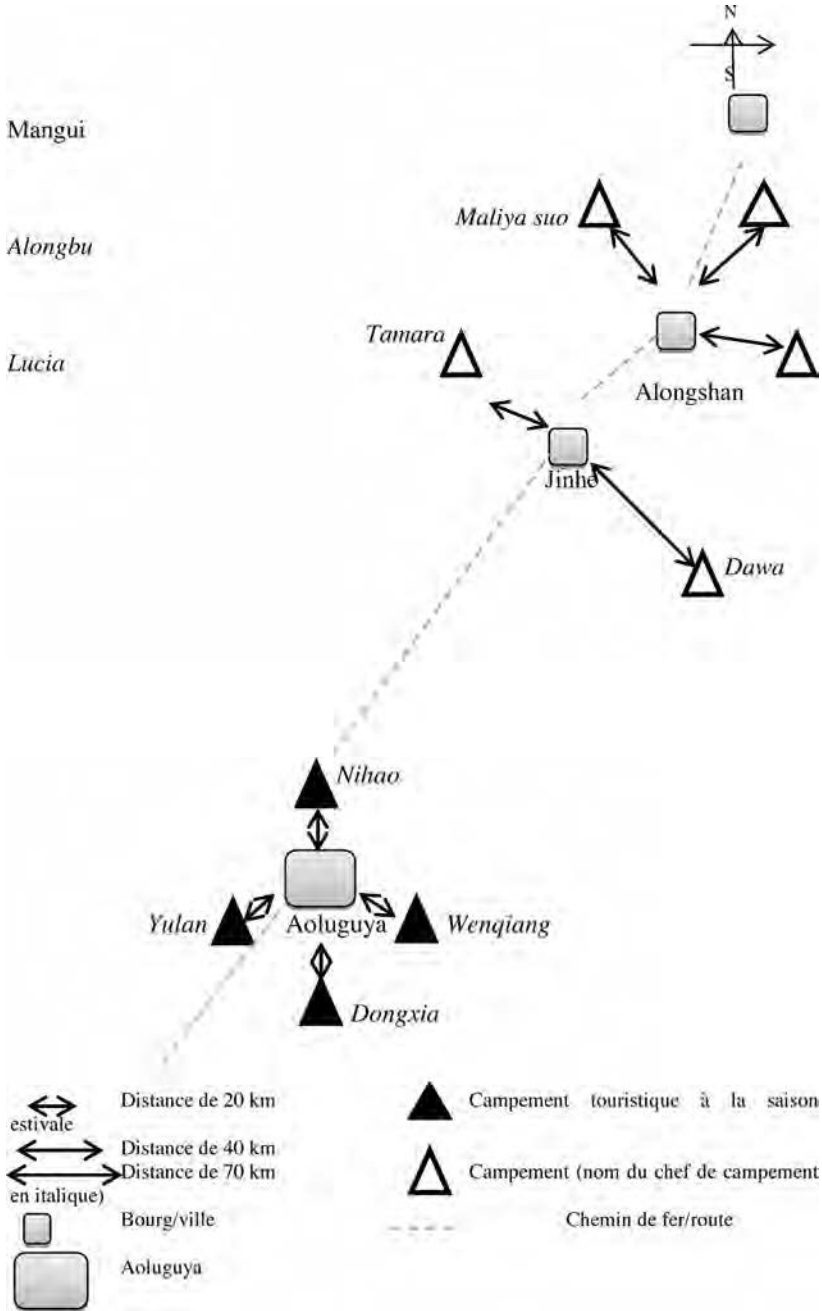 N
S
Mangui
Maliya suo
Alongbu
Tamara
Lucia
Alongshan
Jinhe
Dawa
Nihao
Yulan
Aoluguya
Wenqiang
Dongxia
Distance de 20 km
Campement touristique à la saison
estivale
Distance de 40 km
Distance de 70 km
Campement (nom du chef de campement
en italique)
Bourg/ville
Chemin de fer/route
Aoluguya